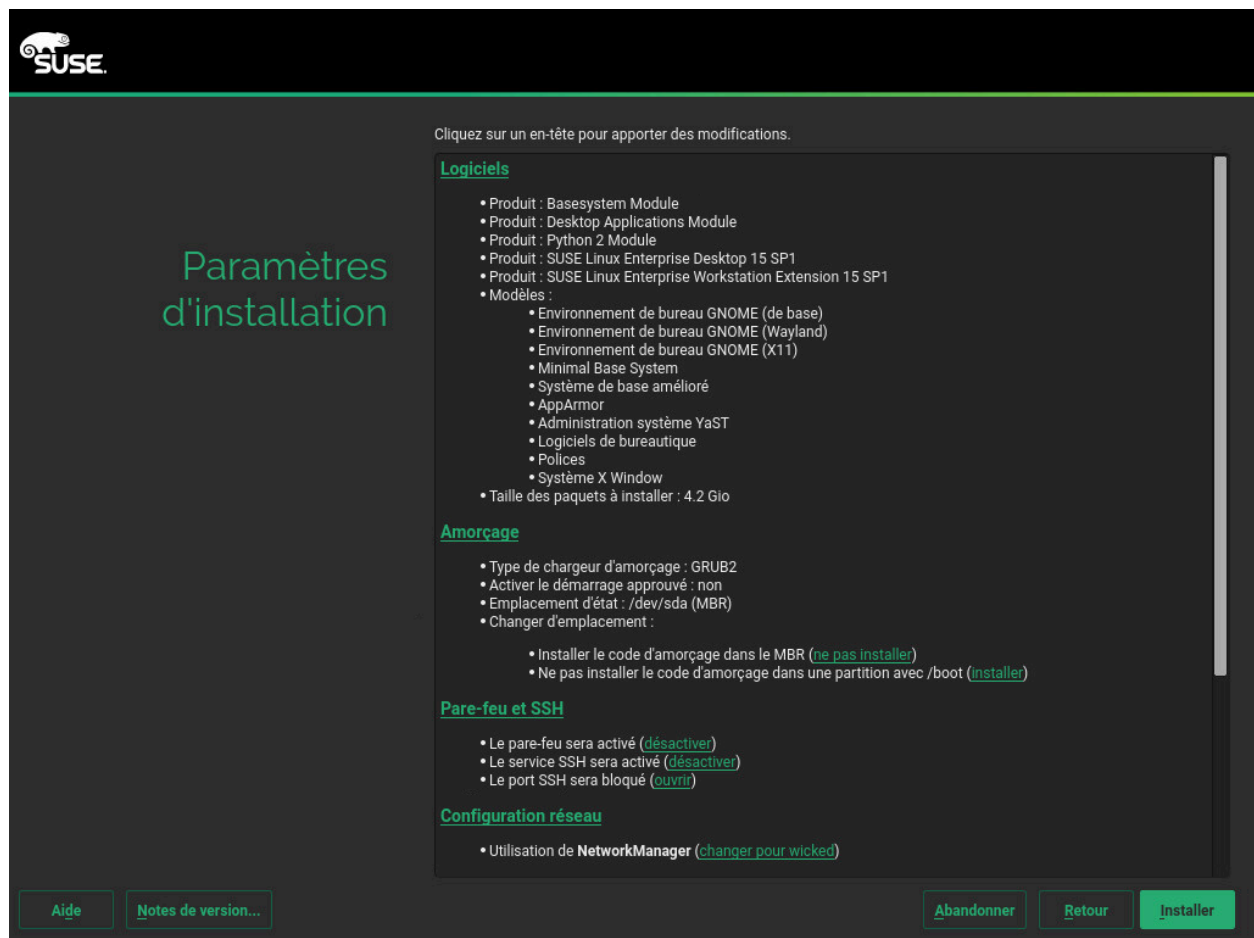 SUSE.
Cliquez sur un en-tête pour apporter des modifications.
Paramètres
d'installation
Logiciels
• Produit : Basesystem Module
• Produit : Desktop Applications Module
• Produit : Python 2 Module
• Produit : SUSE Linux Enterprise Desktop 15 SP1
• Produit : SUSE Linux Enterprise Workstation Extension 15 SP1
• Modèles :
• Environnement de bureau GNOME (de base)
• Environnement de bureau GNOME (Wayland)
• Environnement de bureau GNOME (X11)
• Minimal Base System
• Système de base amélioré
• AppArmor
• Administration système YaST
• Logiciels de bureautique
• Polices
• Système X Window
• Taille des paquets à installer : 4.2 Gio
Amorçage
• Type de chargeur d'amorçage : GRUB2
• Activer le démarrage approuvé : non
• Emplacement d'état : /dev/sda (MBR)
• Changer d'emplacement :
• Installer le code d'amorçage dans le MBR (ne pas installer)
• Ne pas installer le code d'amorçage dans une partition avec /boot (installer)
Pare-feu et SSH
• Le pare-feu sera activé (désactiver)
• Le service SSH sera activé (désactiver)
• Le port SSH sera bloqué (ouvrir)
Configuration réseau
• Utilisation de NetworkManager (changer pour wicked)
Aide
Notes de version...
Abandonner
Retour
Installer